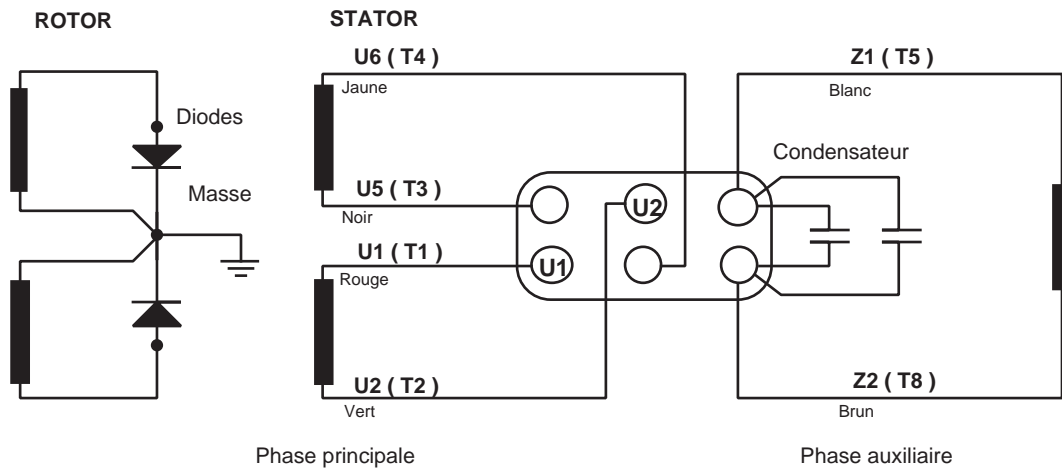 ROTOR
STATOR
U6 ( T4 )
Z1 ( T5 )
Jaune
Blanc
Diodes
Condensateur
Masse
U5 ( T3 )
Noir
U2
U1 ( T1 )
Rouge
U1
U2 ( T2 )
Z2 ( T8 )
Vert
Brun
Phase principale
Phase auxiliaire